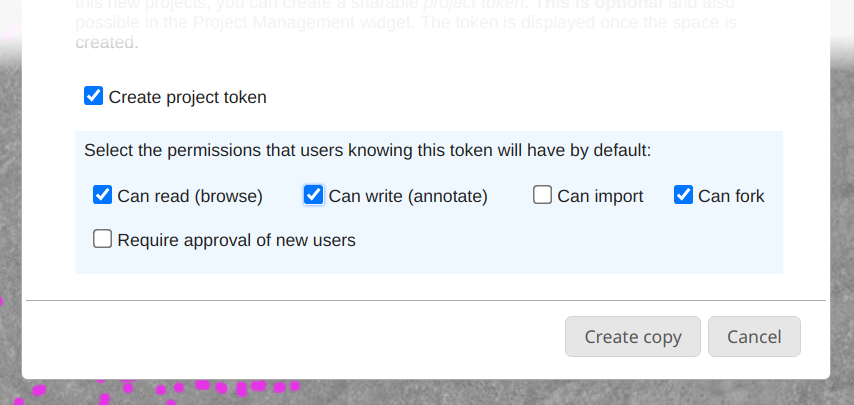 this new projects, you can create a sharable project token. This is optional and also
possible in the Project Management widget. The token is displayed once the space is
created.
Create project token
Select the permissions that users knowing this token will have by default:
Can read (browse) Can write (annotate) Can import Can fork
Require approval of new users
Create copy Cancel